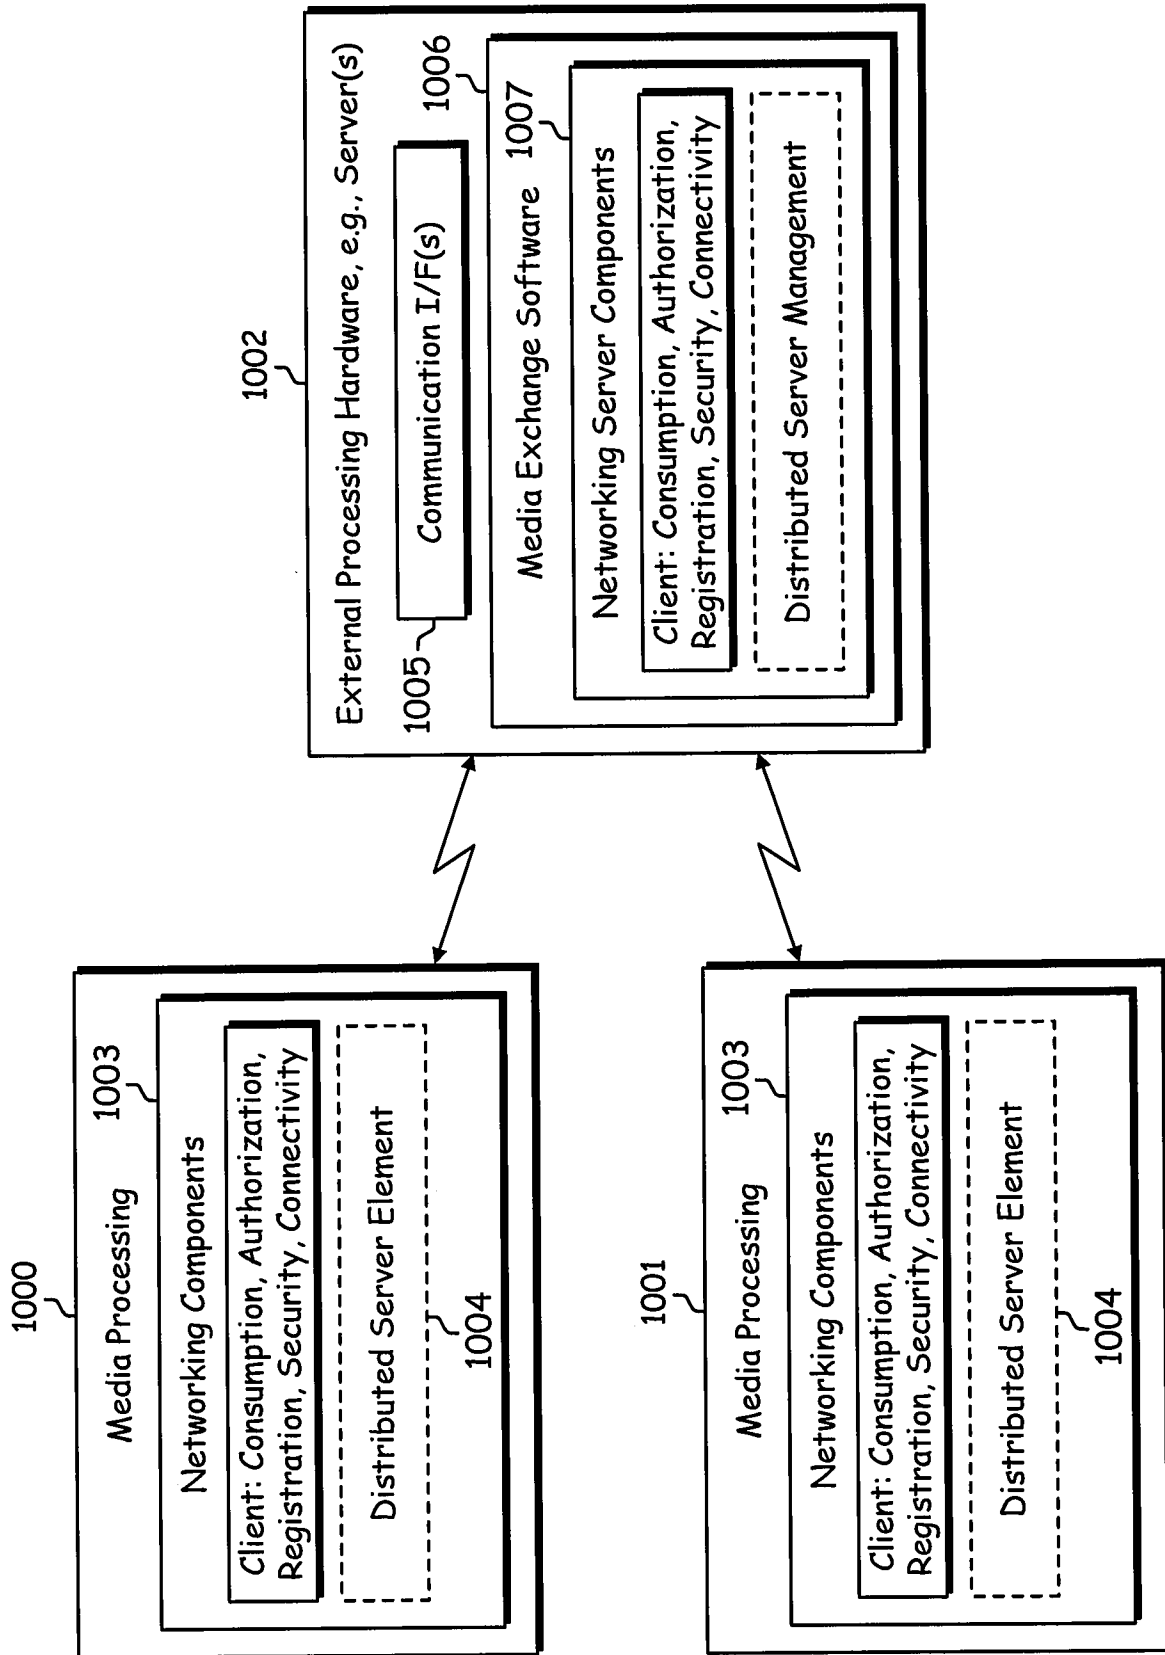 1000
Media Processing
1003
Networking Components
Client: Consumption, Authorization,
Registration, Security, Connectivity
Distributed Server Element
1004
1001
Media Processing
1003
Networking Components
Client: Consumption, Authorization,
Registration, Security, Connectivity
Distributed Server Element
1004
1002
External Processing Hardware, e.g., Server(s)
Communication I/F(s)
1005
1006
Media Exchange Software
1007
Networking Server Components
Client: Consumption, Authorization,
Registration, Security, Connectivity
Distributed Server Management